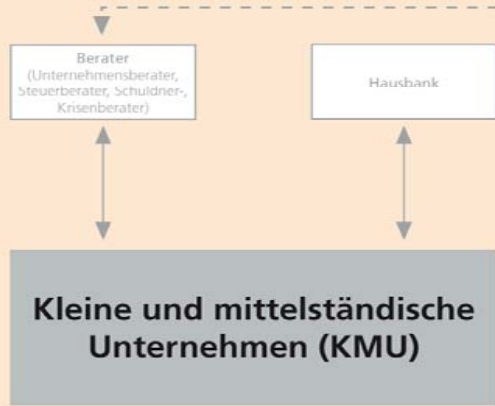 Berater
(Unternehmensberater,
Steuerberater, Schuldner-,
Krisenberater)
Hausbank
Kleine und mittelständische
Unternehmen (KMU)